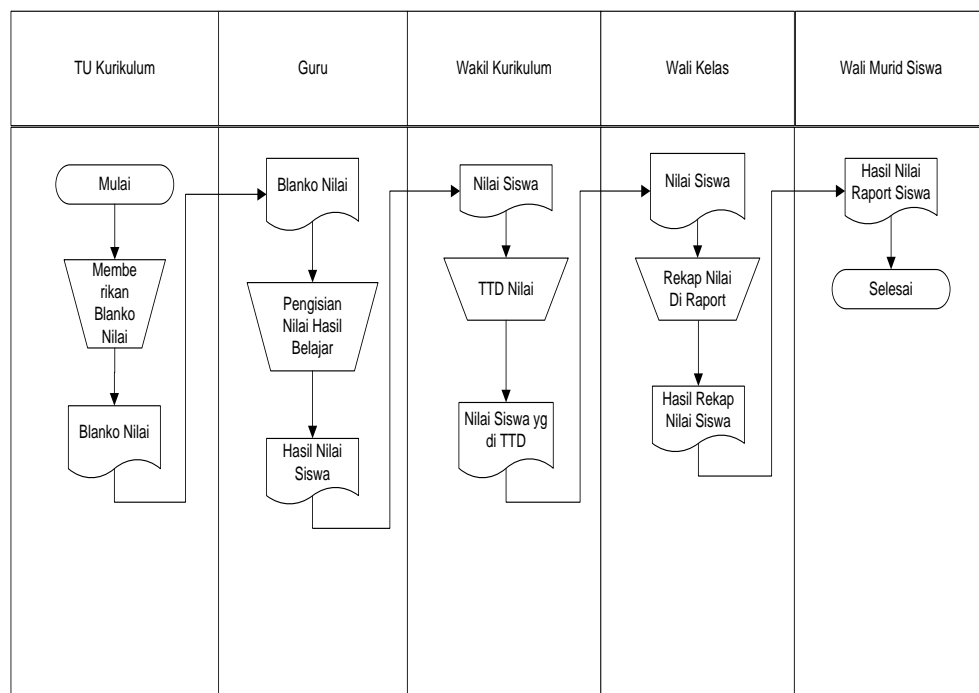 TU Kurikulum
Guru
Wakil Kurikulum
Wali Kelas
Wali Murid Siswa
Mulai
Membe
rikan
Blanko
Nilai
Blanko Nilai
Blanko Nilai
Pengisian
Nilai Hasil
Belajar
Hasil Nilai
Siswa
Nilai Siswa
TTD Nilai
Nilai Siswa yg
di TTD
Nilai Siswa
Rekap Nilai
Di Raport
Hasil Rekap
Nilai Siswa
Hasil Nilai
Raport Siswa
Selesai